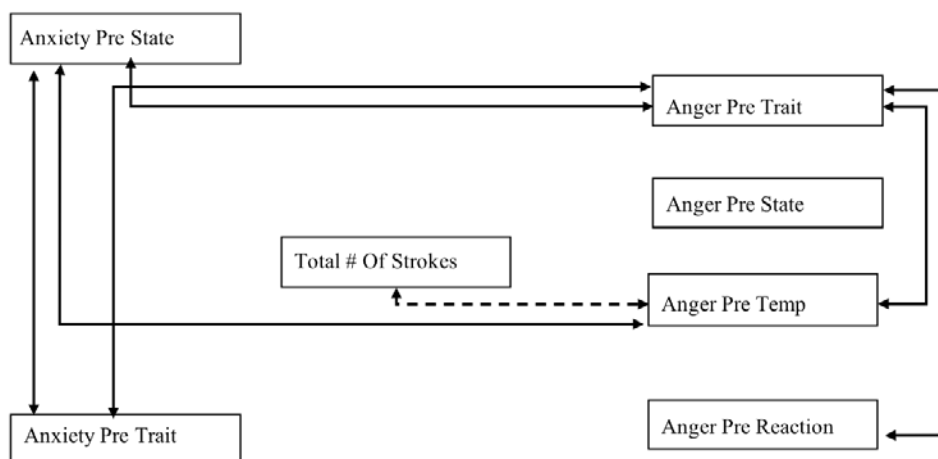 Anxiety Pre State
Anger Pre Trait
Anger Pre State
Total # Of Strokes
Anger Pre Temp
Anxiety Pre Trait
Anger Pre Reaction